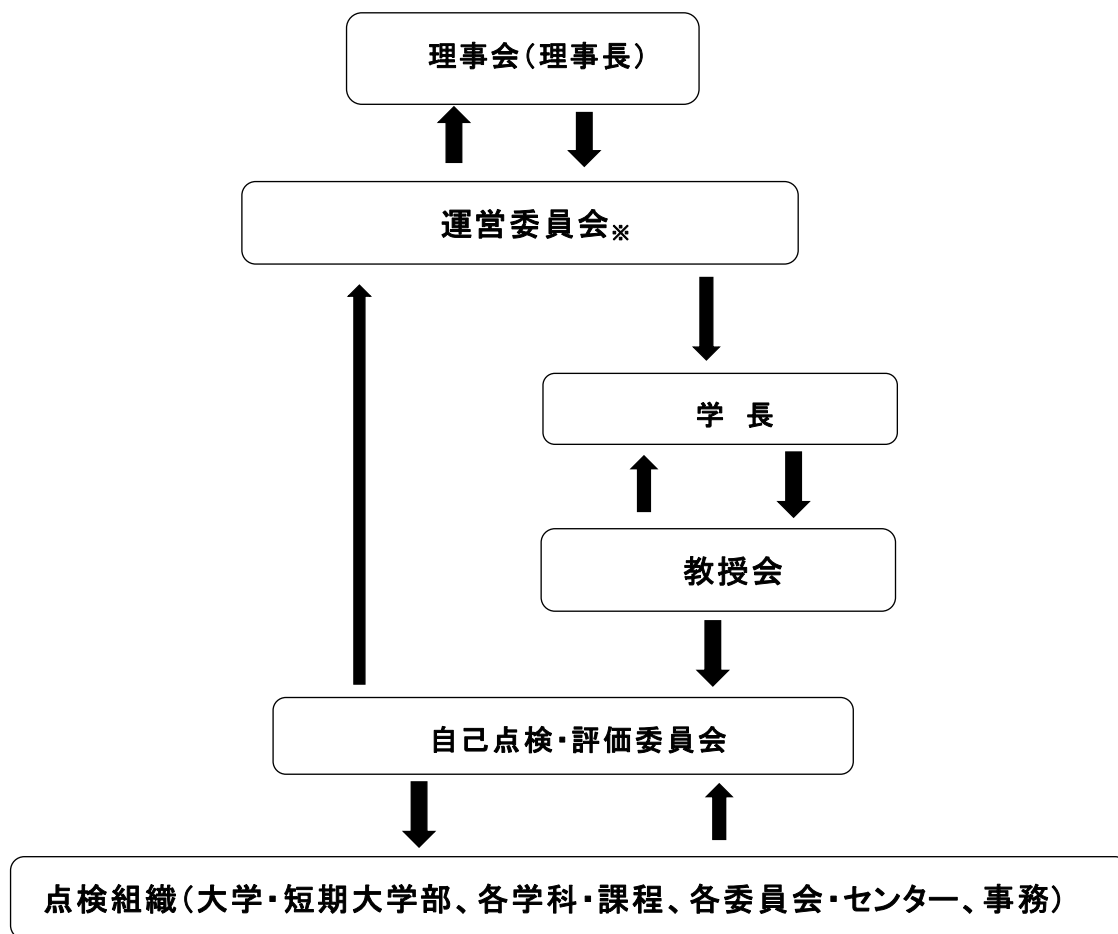 理事会(理事長)
運営委員会※
学 長
教授会
自己点検・評価委員会
点検組織(大学・短期大学部、各学科・課程、各委員会・センター、事務)